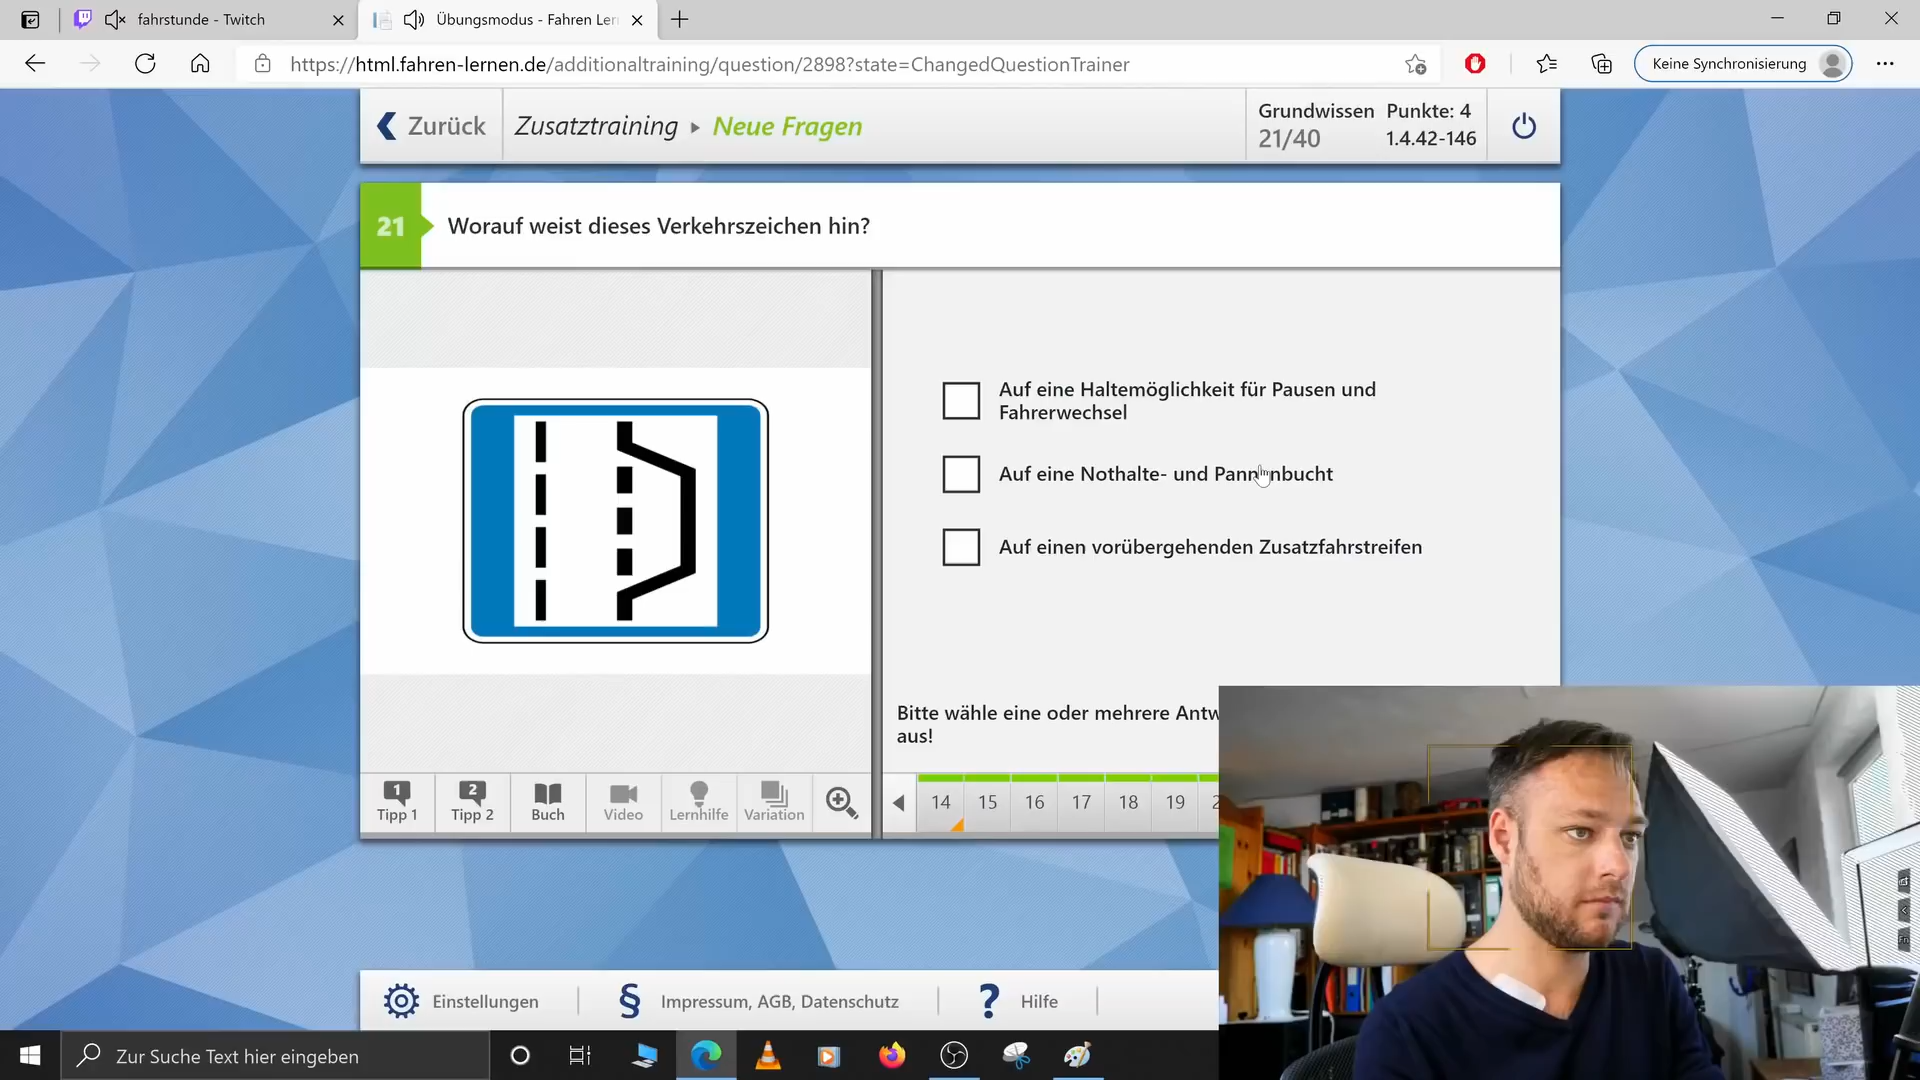 fahrstunde - Twitch
Übungsmodus - Fahren Ler
https://html.fahren-lernen.de/additionaltraining/question/2898?state=ChangedQuestionTrainer
Keine Synchronisierung
Zurück
Zusatztraining ▸ Neue Fragen
Grundwissen Punkte: 4
21/40 1.4.42-146
21
Worauf weist dieses Verkehrszeichen hin?
Auf eine Haltemöglichkeit für Pausen und
Fahrerwechsel
Auf eine Nothalte- und Pannenbucht
Auf einen vorübergehenden Zusatzfahrstreifen
Bitte wähle eine oder mehrere Antw
aus!
1 2
Tipp 1 Tipp 2 Buch Video Lernhilfe Variation
14 15 16 17 18 19 2
Einstellungen
§ Impressum, AGB, Datenschutz
? Hilfe
Zur Suche Text hier eingeben